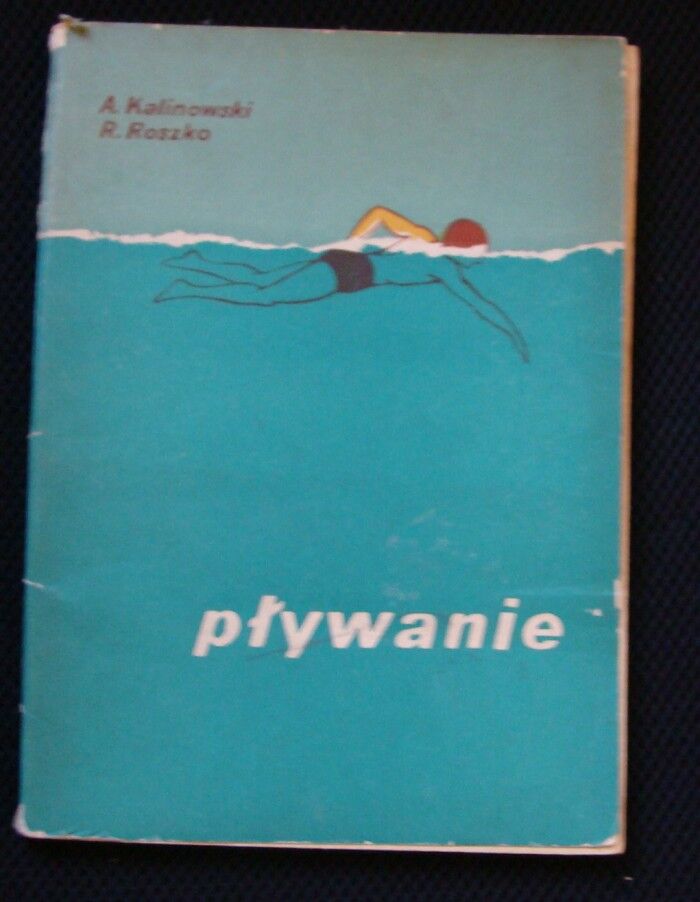 A. Kalinowski
R. Roszko
pływanie